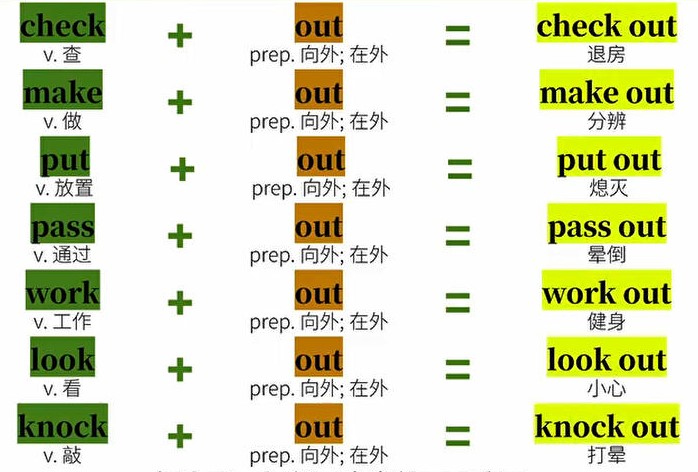 check + out = check out
v. 查 prep. 向外; 在外 退房
make + out = make out
v. 做 prep. 向外; 在外 分辨
put + out = put out
v. 放置 prep. 向外; 在外 熄灭
pass + out = pass out
v. 通过 prep. 向外; 在外 晕倒
work + out = work out
v. 工作 prep. 向外; 在外 健身
look + out = look out
v. 看 prep. 向外; 在外 小心
knock + out = knock out
v. 敲 prep. 向外; 在外 打晕